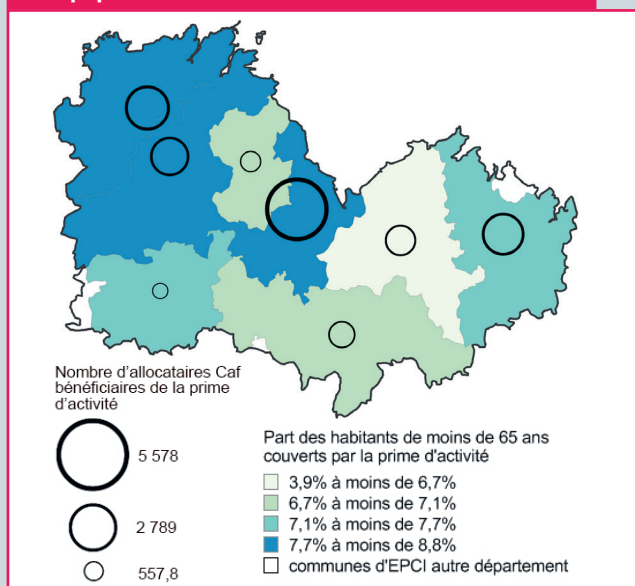 Nombre d'allocataires Caf
bénéficiaires de la prime
d'activité
5 578
2 789
557,8
Part des habitants de moins de 65 ans
couverts par la prime d'activité
3,9% à moins de 6,7%
6,7% à moins de 7,1%
7,1% à moins de 7,7%
7,7% à moins de 8,8%
communes d'EPCI autre département